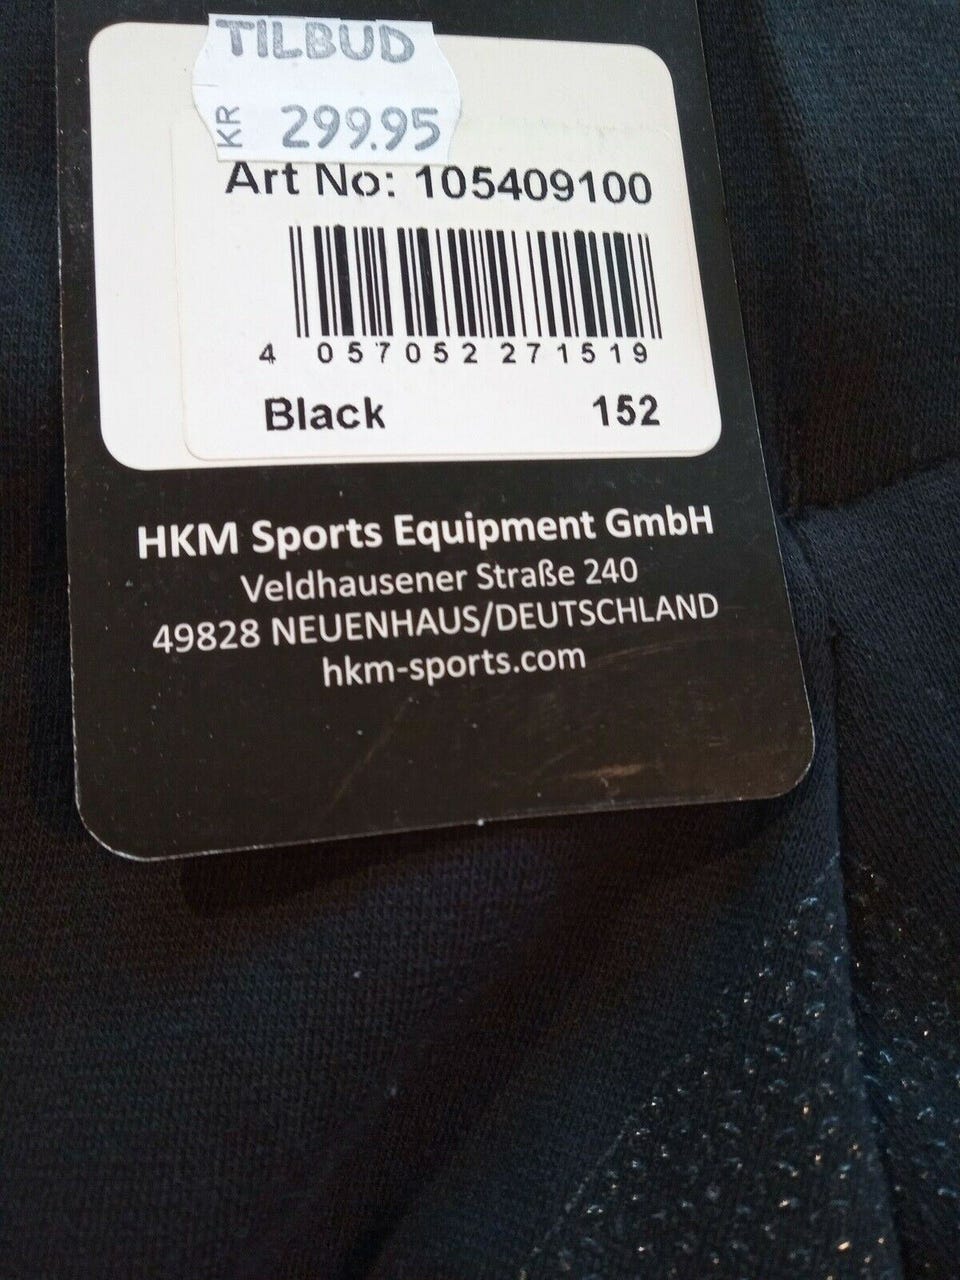 TILBUD
KR 299.95
Art No: 105409100
4 057052 271519
Black 152
HKM Sports Equipment GmbH
Veldhausener Straße 240
49828 NEUENHAUS/DEUTSCHLAND
hkm-sports.com